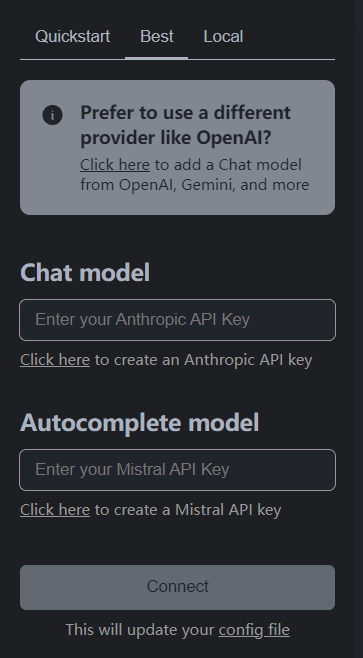 Quickstart Best Local
Prefer to use a different
provider like OpenAI?
Click here to add a Chat model
from OpenAI, Gemini, and more
Chat model
Enter your Anthropic API Key
Click here to create an Anthropic API key
Autocomplete model
Enter your Mistral API Key
Click here to create a Mistral API key
Connect
This will update your config file